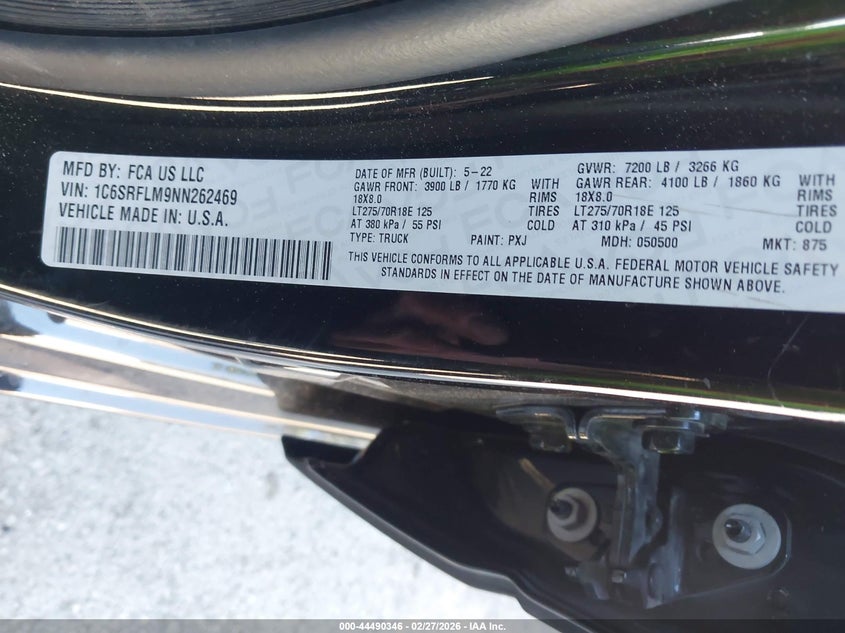 MFD BY: FCA US LLC
VIN: 1C6SRFLM9NN262469
VEHICLE MADE IN U.S.A.
DATE OF MFR (BUILT): 5-22 GVWR: 7200 LB / 3266 KG
GAWR FRONT: 3900 LB / 1770 KG GAWR REAR: 4100 LB / 1860 KG
18X8.0 RIMS 18X8.0 RIMS
LT275/70R18E 125 TIRES LT275/70R18E 125 TIRES
AT 380 kPa / 55 PSI COLD AT 310 kPa / 45 PSI COLD
TYPE: TRUCK PAINT: PXJ MDH: 050500 MKT: 875
THIS VEHICLE CONFORMS TO ALL APPLICABLE U.S.A. FEDERAL MOTOR VEHICLE SAFETY
STANDARDS IN EFFECT ON THE DATE OF MANUFACTURE SHOWN ABOVE.
000-44490346 - 02/27/2026 - IAA, Inc.